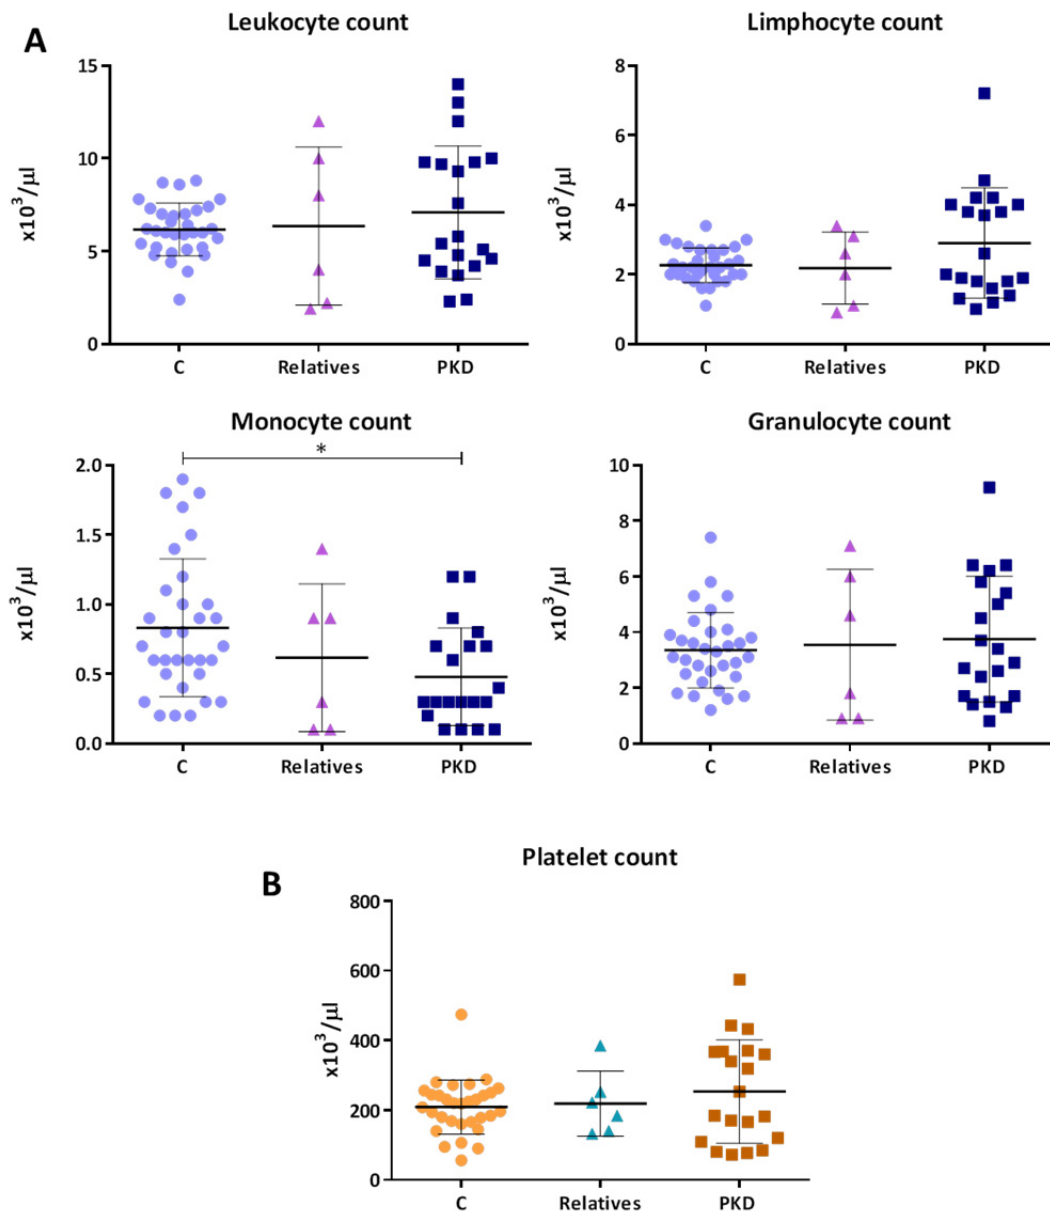 A
Leukocyte count
x10³/µl
15
10
5
0
C Relatives PKD
Limphocyte count
x10³/µl
8
6
4
2
0
C Relatives PKD
Monocyte count
*
x10³/µl
2.0
1.5
1.0
0.5
0.0
C Relatives PKD
Granulocyte count
x10³/µl
10
8
6
4
2
0
C Relatives PKD
B
Platelet count
x10³/µl
800
600
400
200
0
C Relatives PKD